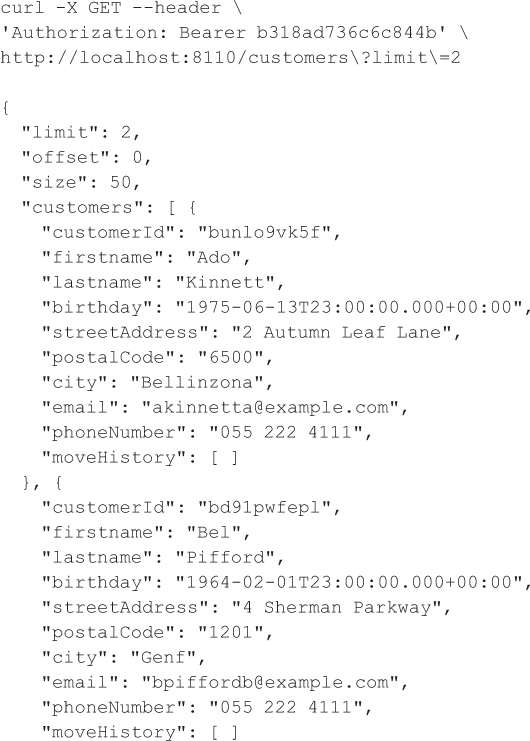 curl -X GET --header \
'Authorization: Bearer b318ad736c6c844b' \
http://localhost:8110/customers\?limit\=2
{
"limit": 2,
"offset": 0,
"size": 50,
"customers": [ {
"customerId": "bunlo9vk5f",
"firstname": "Ado",
"lastname": "Kinnett",
"birthday": "1975-06-13T23:00:00.000+00:00",
"streetAddress": "2 Autumn Leaf Lane",
"postalCode": "6500",
"city": "Bellinzona",
"email": "akinnetta@example.com",
"phoneNumber": "055 222 4111",
"moveHistory": [ ]
}, {
"customerId": "bd91pwfepl",
"firstname": "Bel",
"lastname": "Pifford",
"birthday": "1964-02-01T23:00:00.000+00:00",
"streetAddress": "4 Sherman Parkway",
"postalCode": "1201",
"city": "Genf",
"email": "bpiffordb@example.com",
"phoneNumber": "055 222 4111",
"moveHistory": [ ]